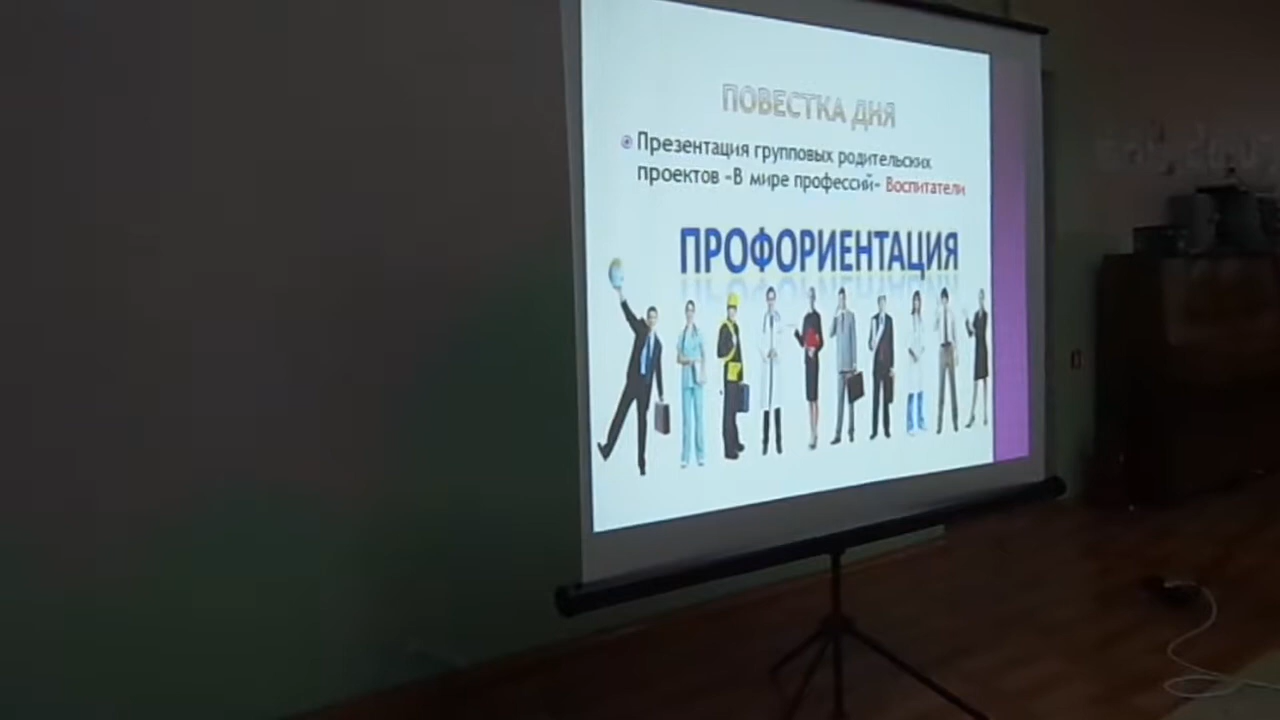 ПОВЕСТКА ДНЯ
Презентация групповых родительских
проектов «В мире профессий» Воспитатели
ПРОФОРИЕНТАЦИЯ